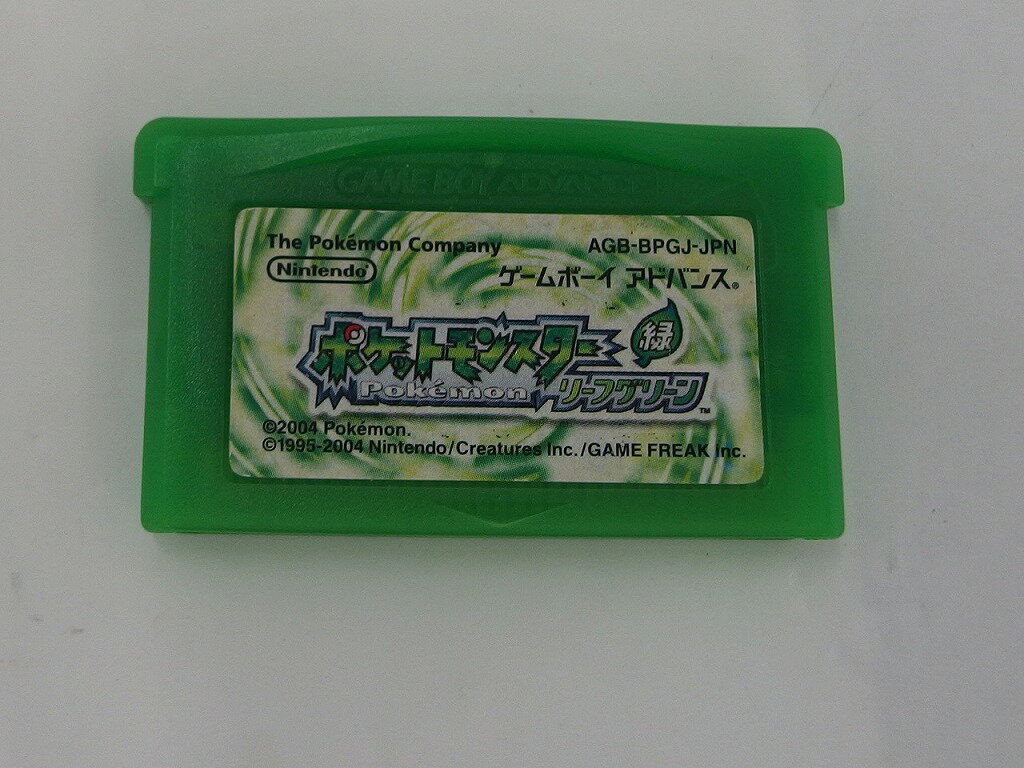 GAME BOY ADVANCE
The Pokémon Company
AGB-BPGJ-JPN
Nintendo®
ゲームボーイ アドバンス®
ポケットモンスター
緑
Pokémon
リーフグリーン™
©2004 Pokémon.
©1995-2004 Nintendo/Creatures Inc./GAME FREAK inc.